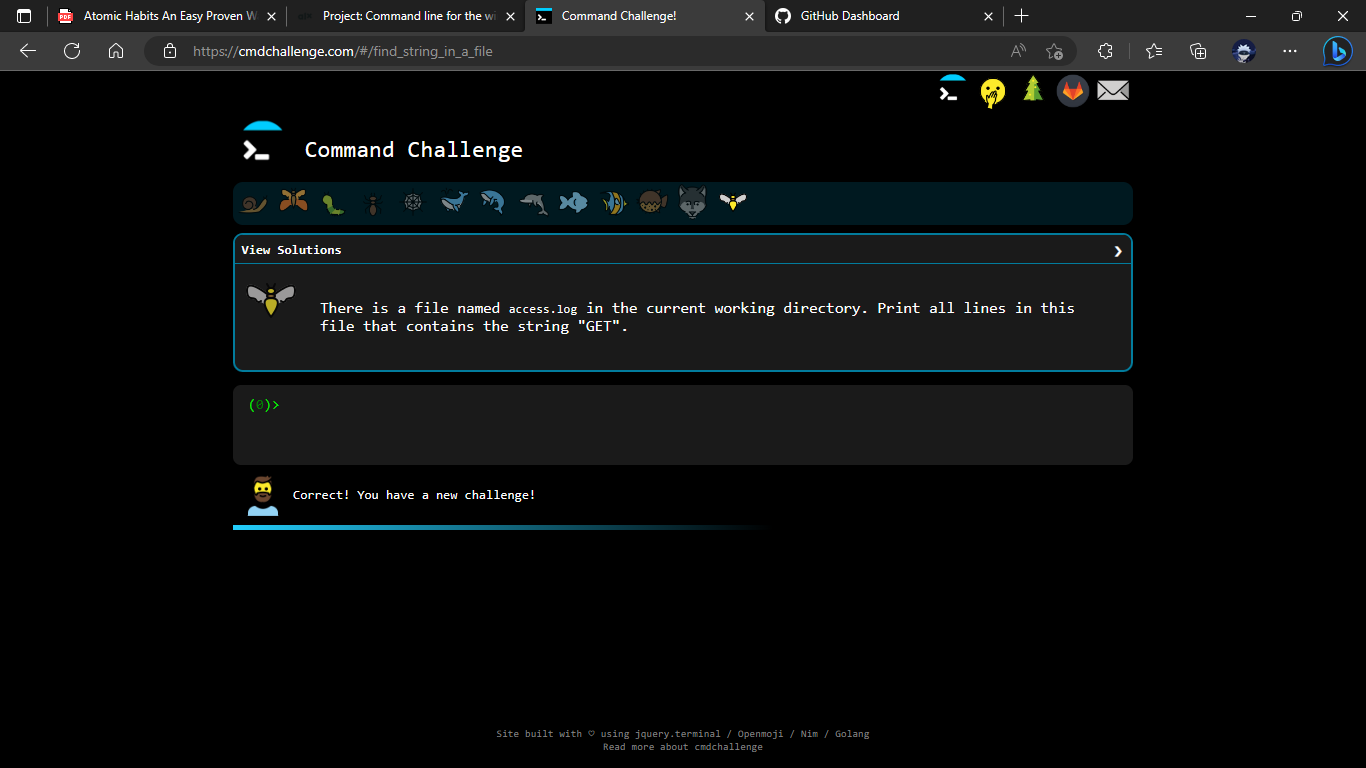 Atomic Habits An Easy Proven W
Project: Command line for the wi
Command Challenge!
GitHub Dashboard
https://cmdchallenge.com/#/find_string_in_a_file
Command Challenge
View Solutions
There is a file named access.log in the current working directory. Print all lines in this
file that contains the string "GET".
(0)>
Correct! You have a new challenge!
Site built with ♡ using jquery.terminal / Openmoji / Nim / Golang
Read more about cmdchallenge